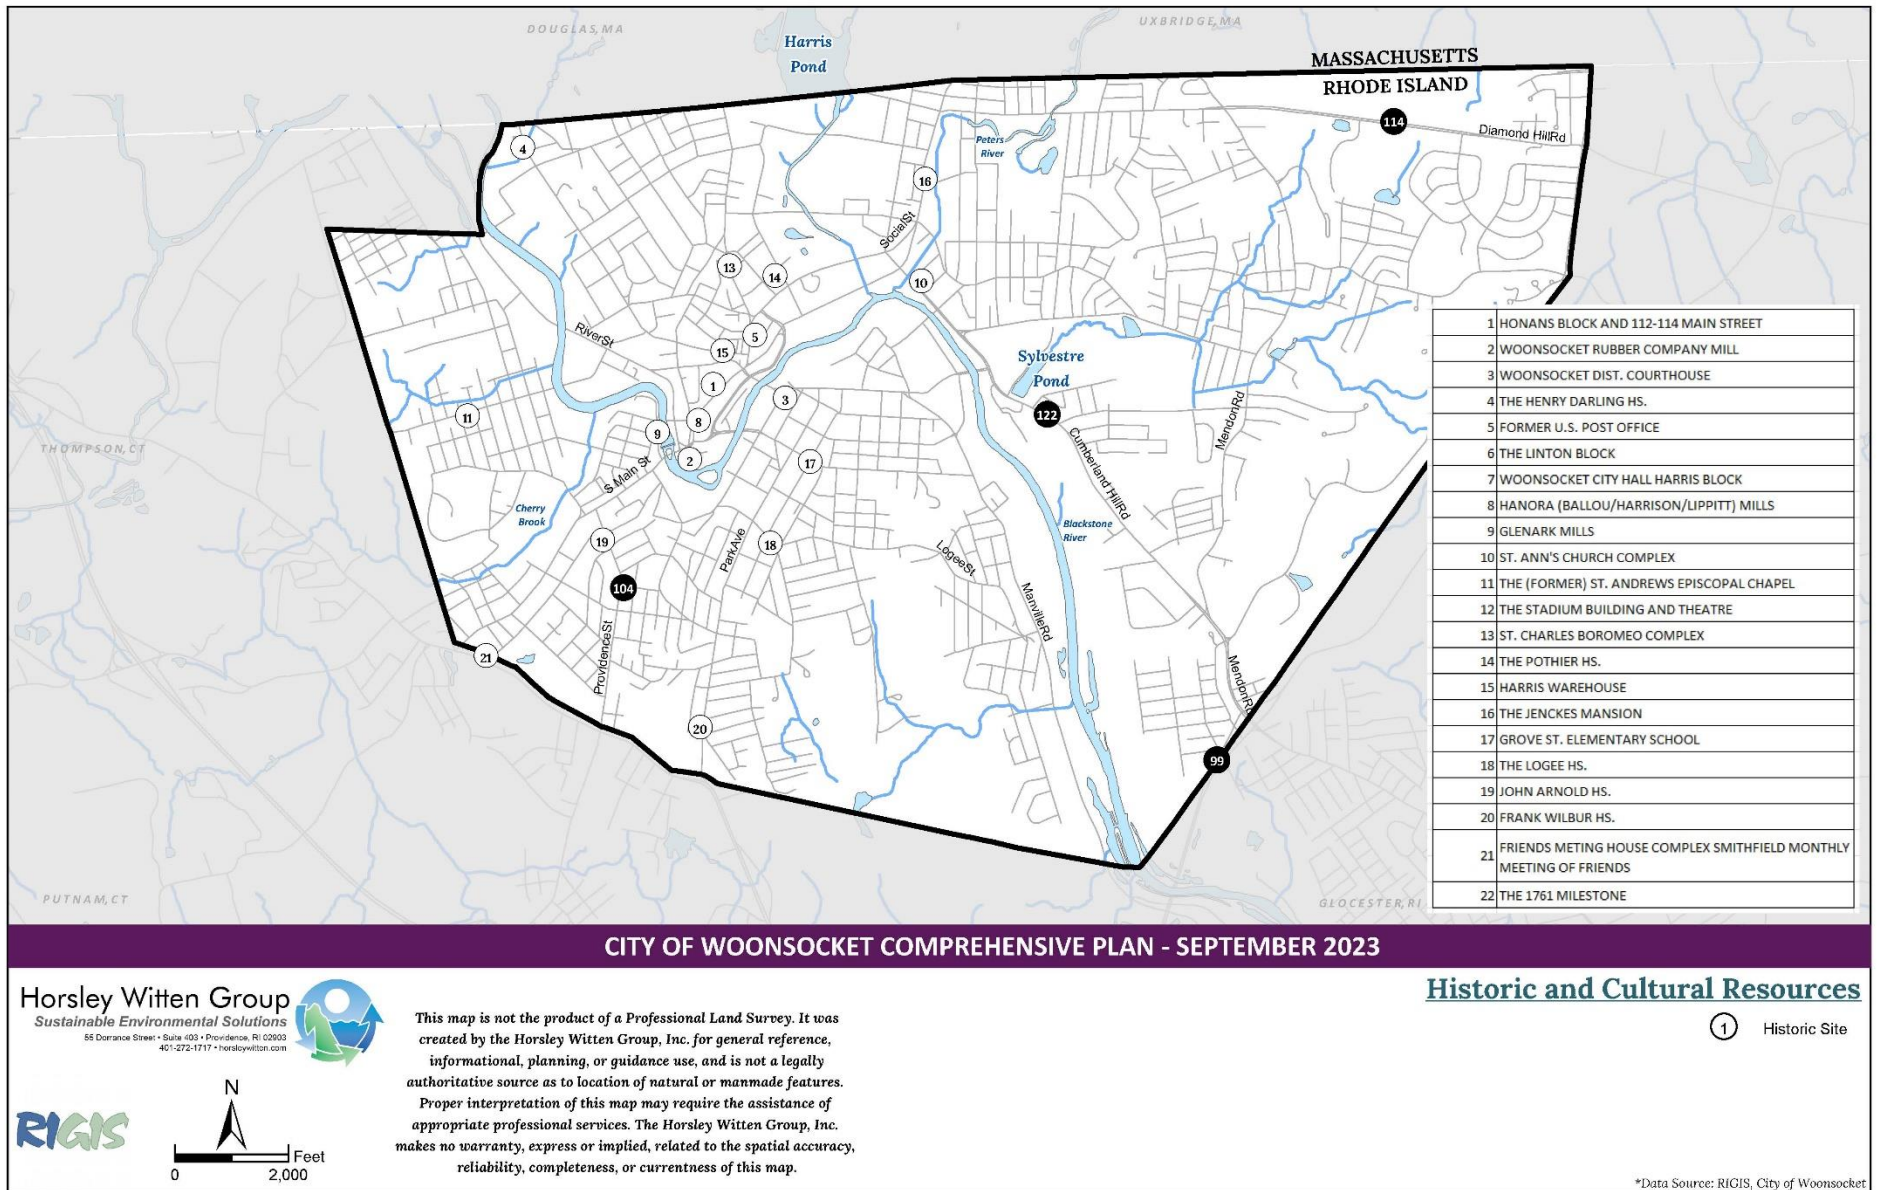 DOUGLAS, MA
UXBRIDGE, MA
Harris
Pond
MASSACHUSETTS
RHODE ISLAND
114
Diamond HillRd
4
Peters
River
16
SocialSt
13
14
10
RiverSt
5
15
Sylvestre
Pond
1
3
122
11
8
MendonRd
9
THOMPSON, CT
2
17
S Main St
Cumberland HillRd
Cherry
Brook
Blackstone
River
19
ParkAve
18
LogeeSt
104
ManvilleRd
ProvidenceSt
21
MendonRd
20
99
PUTNAM, CT
GLOCESTER, RI
1 HONANS BLOCK AND 112-114 MAIN STREET
2 WOONSOCKET RUBBER COMPANY MILL
3 WOONSOCKET DIST. COURTHOUSE
4 THE HENRY DARLING HS.
5 FORMER U.S. POST OFFICE
6 THE LINTON BLOCK
7 WOONSOCKET CITY HALL HARRIS BLOCK
8 HANORA (BALLOU/HARRISON/LIPPITT) MILLS
9 GLENARK MILLS
10 ST. ANN'S CHURCH COMPLEX
11 THE (FORMER) ST. ANDREWS EPISCOPAL CHAPEL
12 THE STADIUM BUILDING AND THEATRE
13 ST. CHARLES BOROMEO COMPLEX
14 THE POTHIER HS.
15 HARRIS WAREHOUSE
16 THE JENCKES MANSION
17 GROVE ST. ELEMENTARY SCHOOL
18 THE LOGEE HS.
19 JOHN ARNOLD HS.
20 FRANK WILBUR HS.
21 FRIENDS METING HOUSE COMPLEX SMITHFIELD MONTHLY
MEETING OF FRIENDS
22 THE 1761 MILESTONE
CITY OF WOONSOCKET COMPREHENSIVE PLAN - SEPTEMBER 2023
Horsley Witten Group
Sustainable Environmental Solutions
55 Dorrance Street • Suite 403 • Providence, RI 02903
401-272-1717 • horsleywitten.com
RIGIS
N
Feet
0 2,000
This map is not the product of a Professional Land Survey. It was
created by the Horsley Witten Group, Inc. for general reference,
informational, planning, or guidance use, and is not a legally
authoritative source as to location of natural or manmade features.
Proper interpretation of this map may require the assistance of
appropriate professional services. The Horsley Witten Group, Inc.
makes no warranty, express or implied, related to the spatial accuracy,
reliability, completeness, or currentness of this map.
Historic and Cultural Resources
1 Historic Site
*Data Source: RIGIS, City of Woonsocket